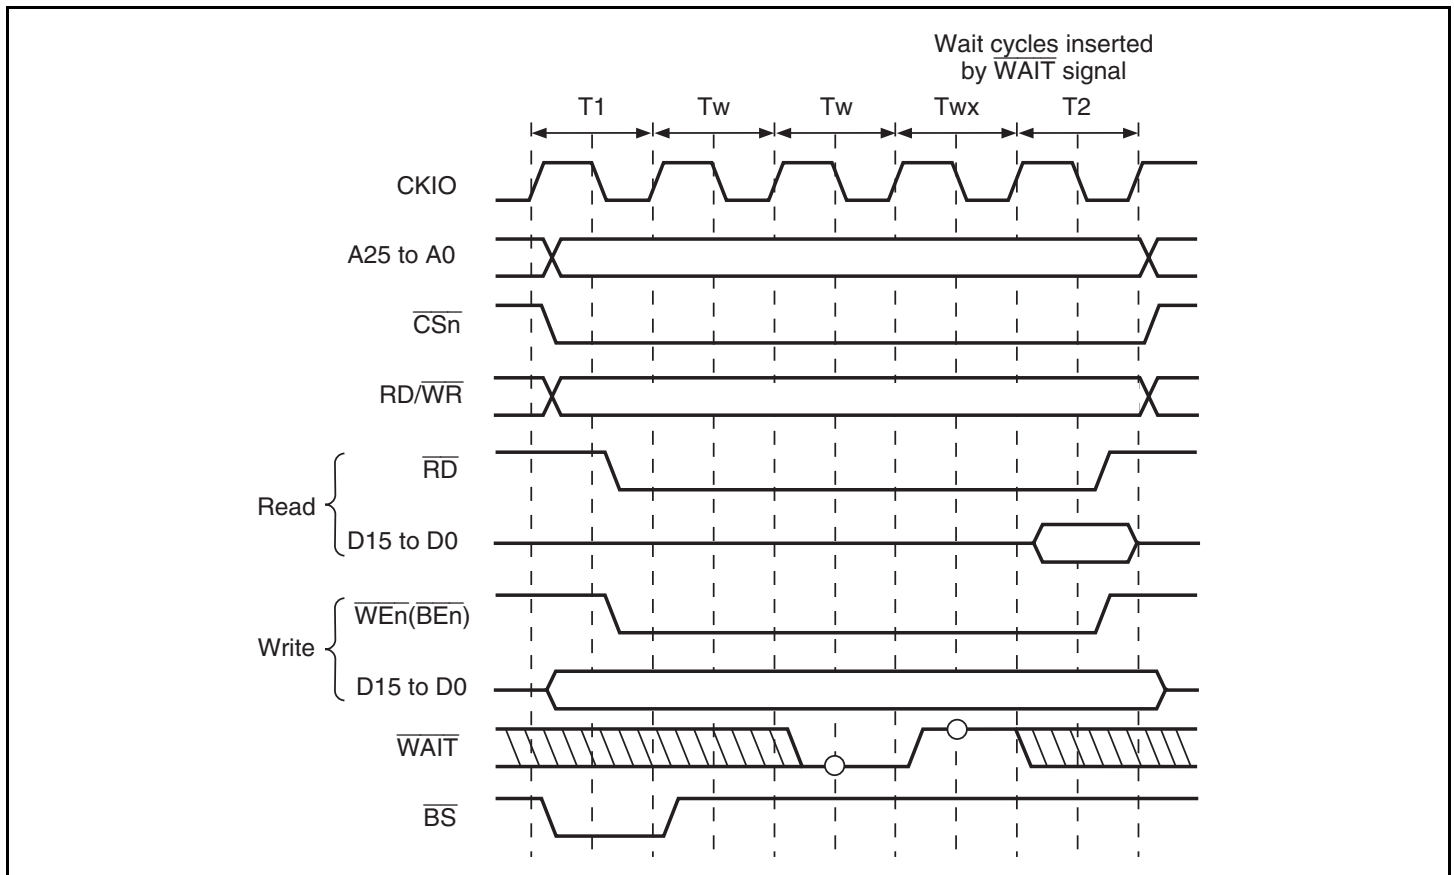 Wait cycles inserted
by WAIT signal
T1 Tw Tw Twx T2
CKIO
A25 to A0
CSn
RD/WR
RD
Read
D15 to D0
WEn(BEn)
Write
D15 to D0
WAIT
BS